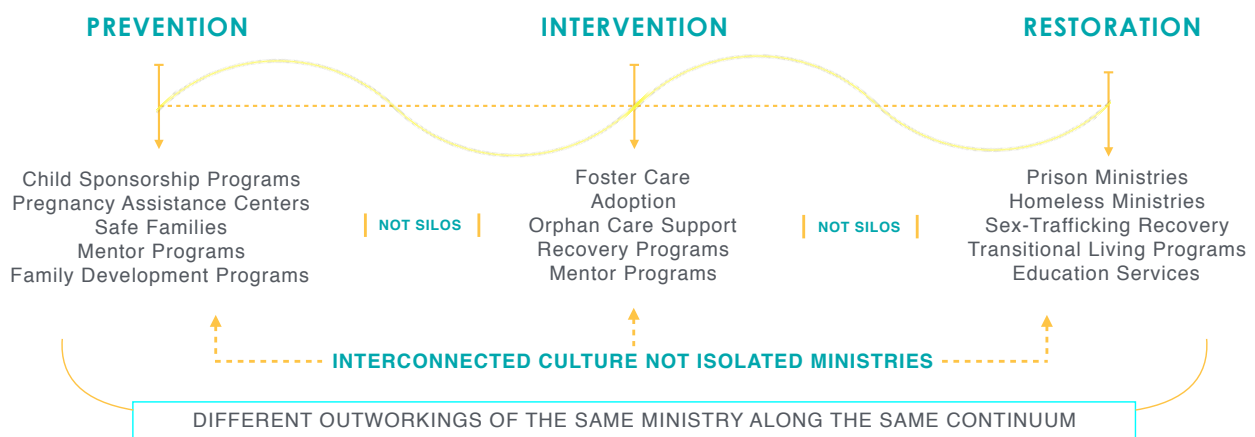 PREVENTION
INTERVENTION
RESTORATION
Child Sponsorship Programs
Pregnancy Assistance Centers
Safe Families
Mentor Programs
Family Development Programs
NOT SILOS
Foster Care
Adoption
Orphan Care Support
Recovery Programs
Mentor Programs
NOT SILOS
Prison Ministries
Homeless Ministries
Sex-Trafficking Recovery
Transitional Living Programs
Education Services
INTERCONNECTED CULTURE NOT ISOLATED MINISTRIES
DIFFERENT OUTWORKINGS OF THE SAME MINISTRY ALONG THE SAME CONTINUUM